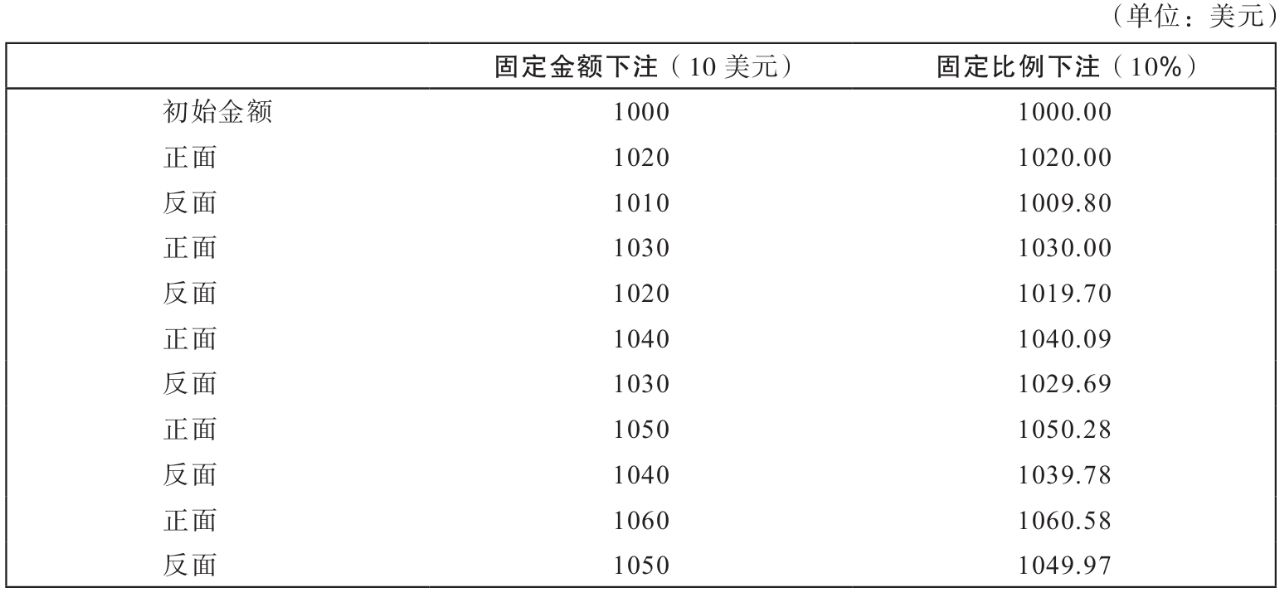 （单位：美元）
固定金额下注（10 美元） 固定比例下注（10%）
初始金额 1000 1000.00
正面 1020 1020.00
反面 1010 1009.80
正面 1030 1030.00
反面 1020 1019.70
正面 1040 1040.09
反面 1030 1029.69
正面 1050 1050.28
反面 1040 1039.78
正面 1060 1060.58
反面 1050 1049.97